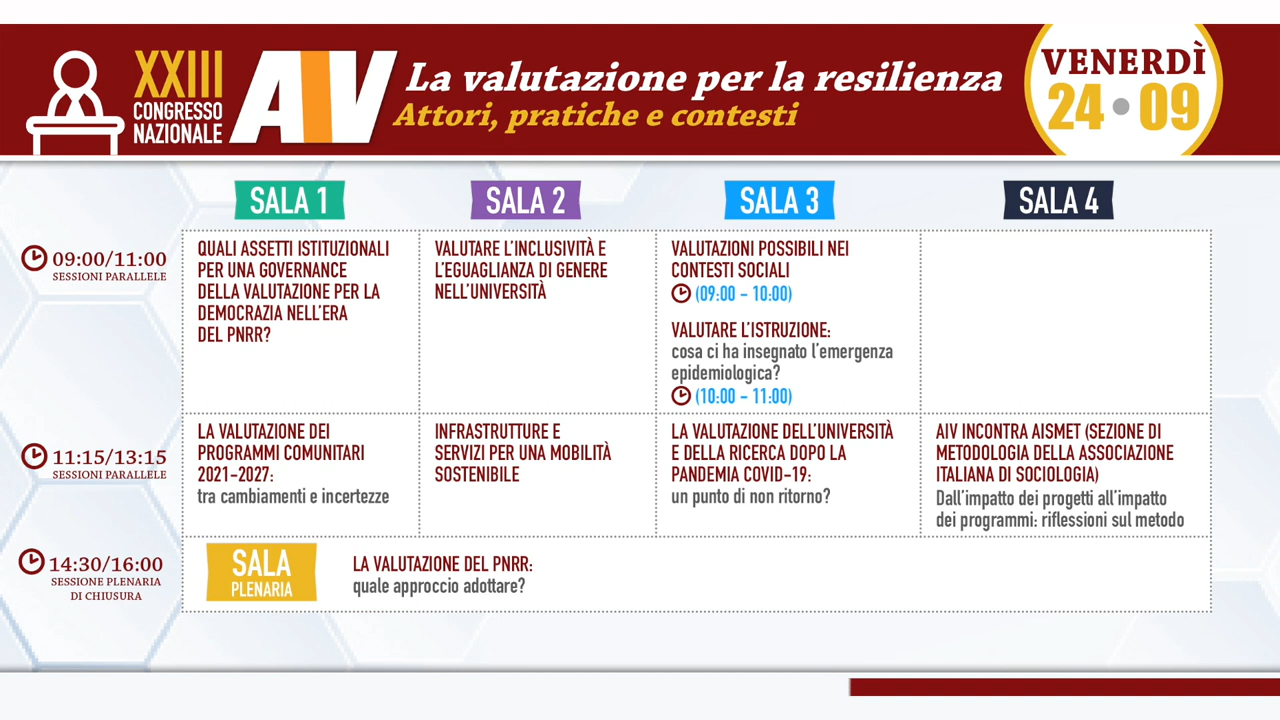 XXIII
CONGRESSO
NAZIONALE
AIV
La valutazione per la resilienza
Attori, pratiche e contesti
VENERDÌ
24 • 09
SALA 1
SALA 2
SALA 3
SALA 4
09:00/11:00
SESSIONI PARALLELE
QUALI ASSETTI ISTITUZIONALI
PER UNA GOVERNANCE
DELLA VALUTAZIONE PER LA
DEMOCRAZIA NELL'ERA
DEL PNRR?
VALUTARE L'INCLUSIVITÀ E
L'EGUAGLIANZA DI GENERE
NELL'UNIVERSITÀ
VALUTAZIONI POSSIBILI NEI
CONTESTI SOCIALI
(09:00 - 10:00)
VALUTARE L'ISTRUZIONE:
cosa ci ha insegnato l'emergenza
epidemiologica?
(10:00 - 11:00)
11:15/13:15
SESSIONI PARALLELE
LA VALUTAZIONE DEI
PROGRAMMI COMUNITARI
2021-2027:
tra cambiamenti e incertezze
INFRASTRUTTURE E
SERVIZI PER UNA MOBILITÀ
SOSTENIBILE
LA VALUTAZIONE DELL'UNIVERSITÀ
E DELLA RICERCA DOPO LA
PANDEMIA COVID-19:
un punto di non ritorno?
AIV INCONTRA AISMET (SEZIONE DI
METODOLOGIA DELLA ASSOCIAZIONE
ITALIANA DI SOCIOLOGIA)
Dall'impatto dei progetti all'impatto
dei programmi: riflessioni sul metodo
14:30/16:00
SESSIONE PLENARIA
DI CHIUSURA
SALA
PLENARIA
LA VALUTAZIONE DEL PNRR:
quale approccio adottare?